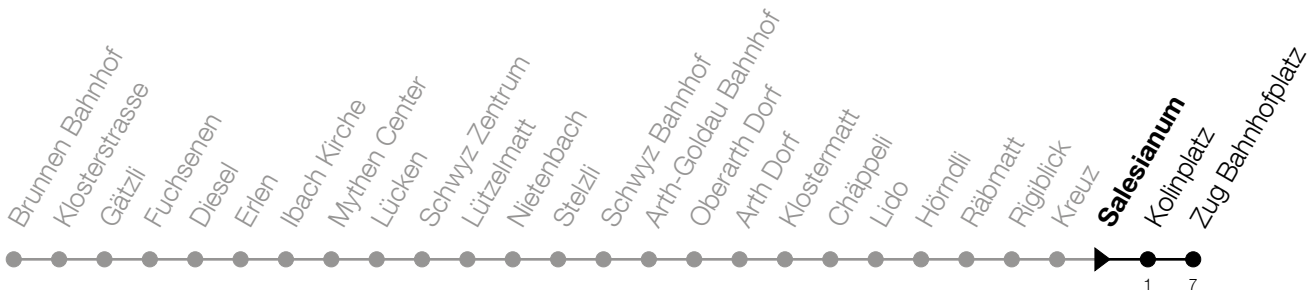 Brunnen Bahnhof
Klosterstrasse
Gätzli
Fuchsenen
Diesel
Erlen
Ibach Kirche
Mythen Center
Lücken
Schwyz Zentrum
Lützelmatt
Nietenbach
Stelzli
Schwyz Bahnhof
Arth-Goldau Bahnhof
Oberarth Dorf
Arth Dorf
Klostermatt
Chäppeli
Lido
Hörndli
Räbmatt
Rigiblick
Kreuz
Salesianum
Kolinplatz
Zug Bahnhofplatz
1
7